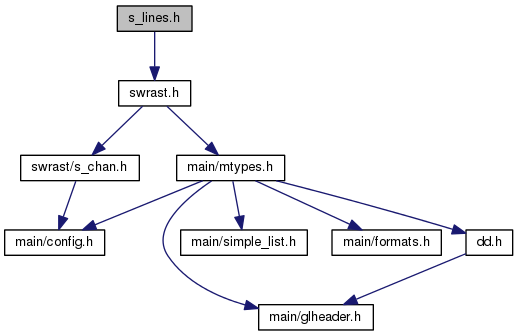 s_lines.h
swrast.h
swrast/s_chan.h
main/mtypes.h
main/config.h
main/simple_list.h
main/formats.h
dd.h
main/glheader.h